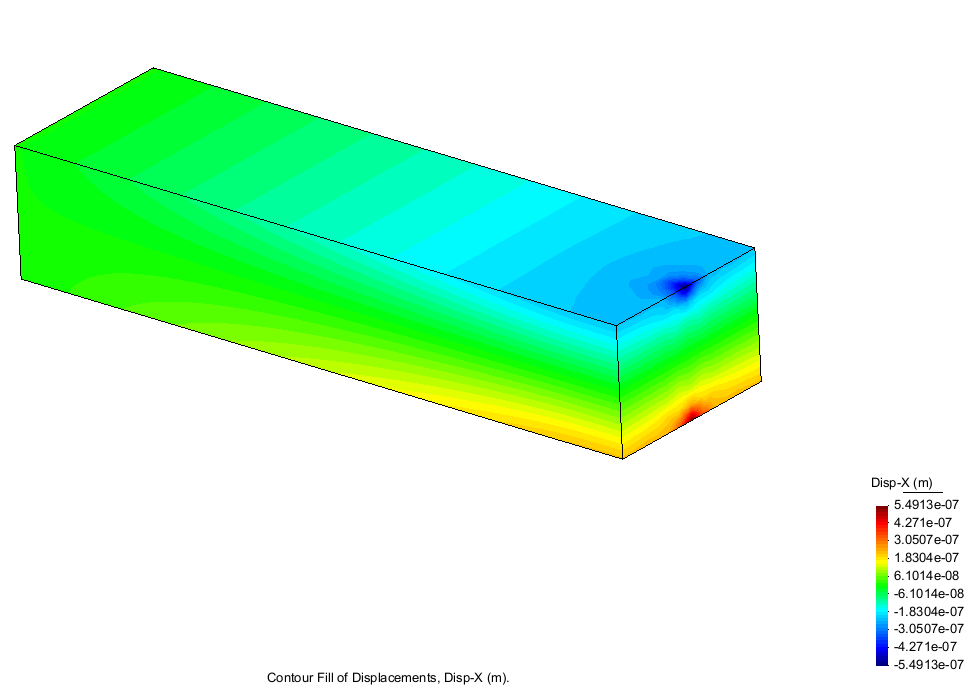 Disp-X (m)
5.4913e-07
4.271e-07
3.0507e-07
1.8304e-07
6.1014e-08
-6.1014e-08
-1.8304e-07
-3.0507e-07
-4.271e-07
-5.4913e-07
Contour Fill of Displacements, Disp-X (m).